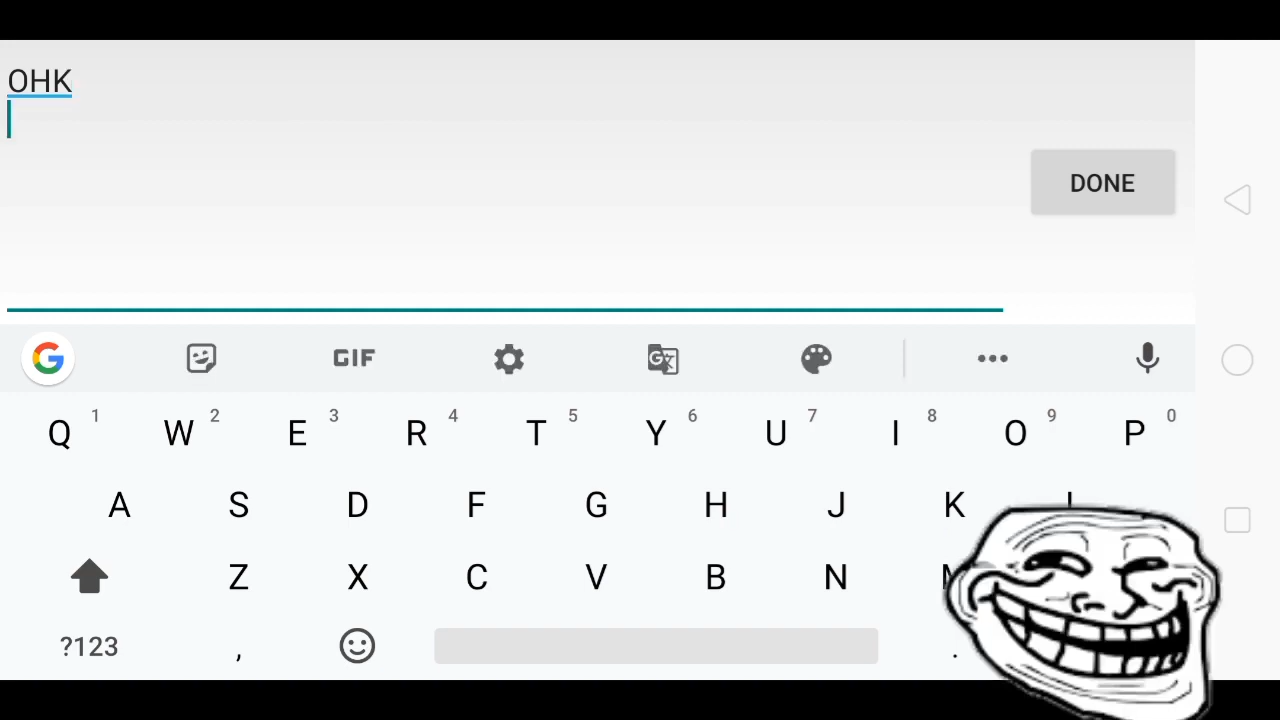 OHK
DONE
GIF
Q 1 W 2 E 3 R 4 T 5 Y 6 U 7 I 8 O 9 P 0
A S D F G H J K
Z X C V B N
?123 , .